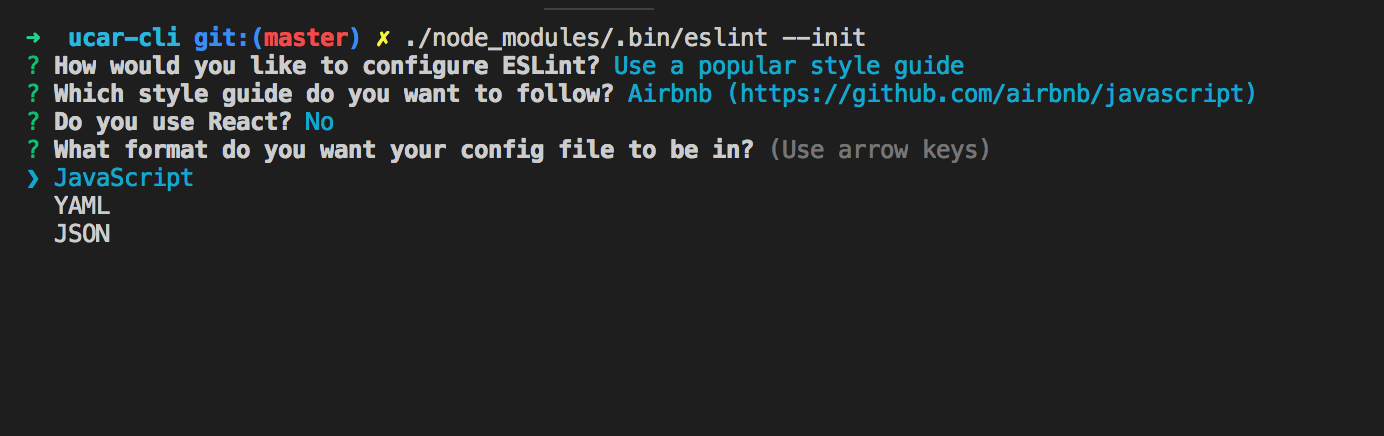 ➜  ucar-cli git:(master) ✗ ./node_modules/.bin/eslint --init
? How would you like to configure ESLint? Use a popular style guide
? Which style guide do you want to follow? Airbnb (https://github.com/airbnb/javascript)
? Do you use React? No
? What format do you want your config file to be in? (Use arrow keys)
❯ JavaScript
  YAML
  JSON